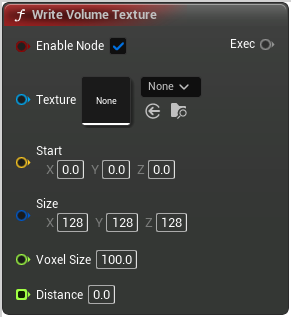 Write Volume Texture
Enable Node Exec
Texture None None
Start
X 0.0 Y 0.0 Z 0.0
Size
X 128 Y 128 Z 128
Voxel Size 100.0
Distance 0.0